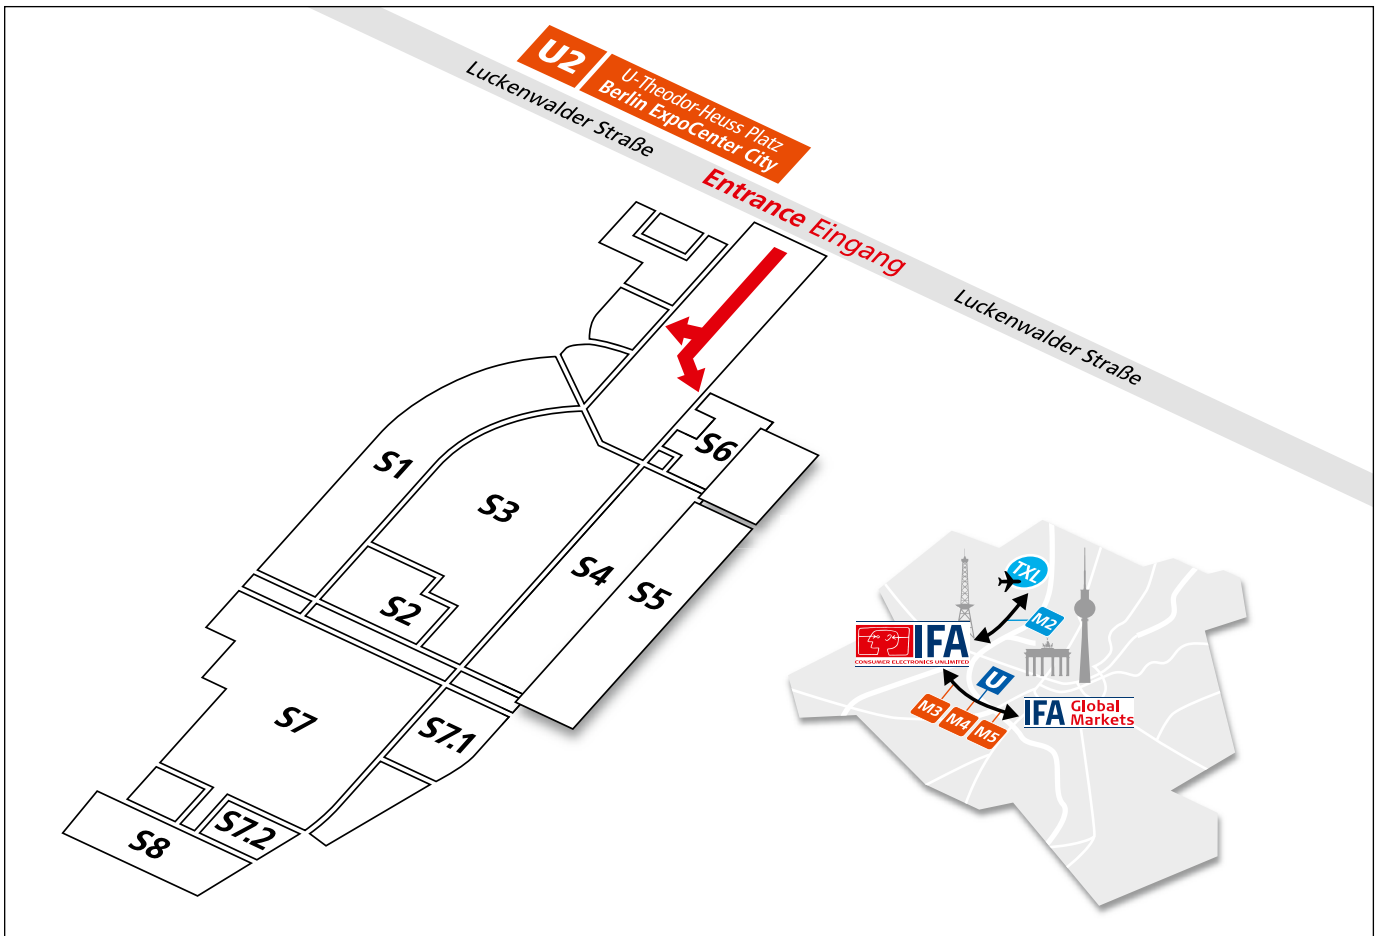 U2
U-Theodor-Heuss Platz
Berlin ExpoCenter City
Luckenwalder Straße
Entrance Eingang
Luckenwalder Straße
S6
S1
S3
S4
S5
S2
S7
S7.1
S7.2
S8
TXL
M2
IFA
CONSUMER ELECTRONICS UNLIMITED
U
M3
M4
M5
IFA Global
Markets